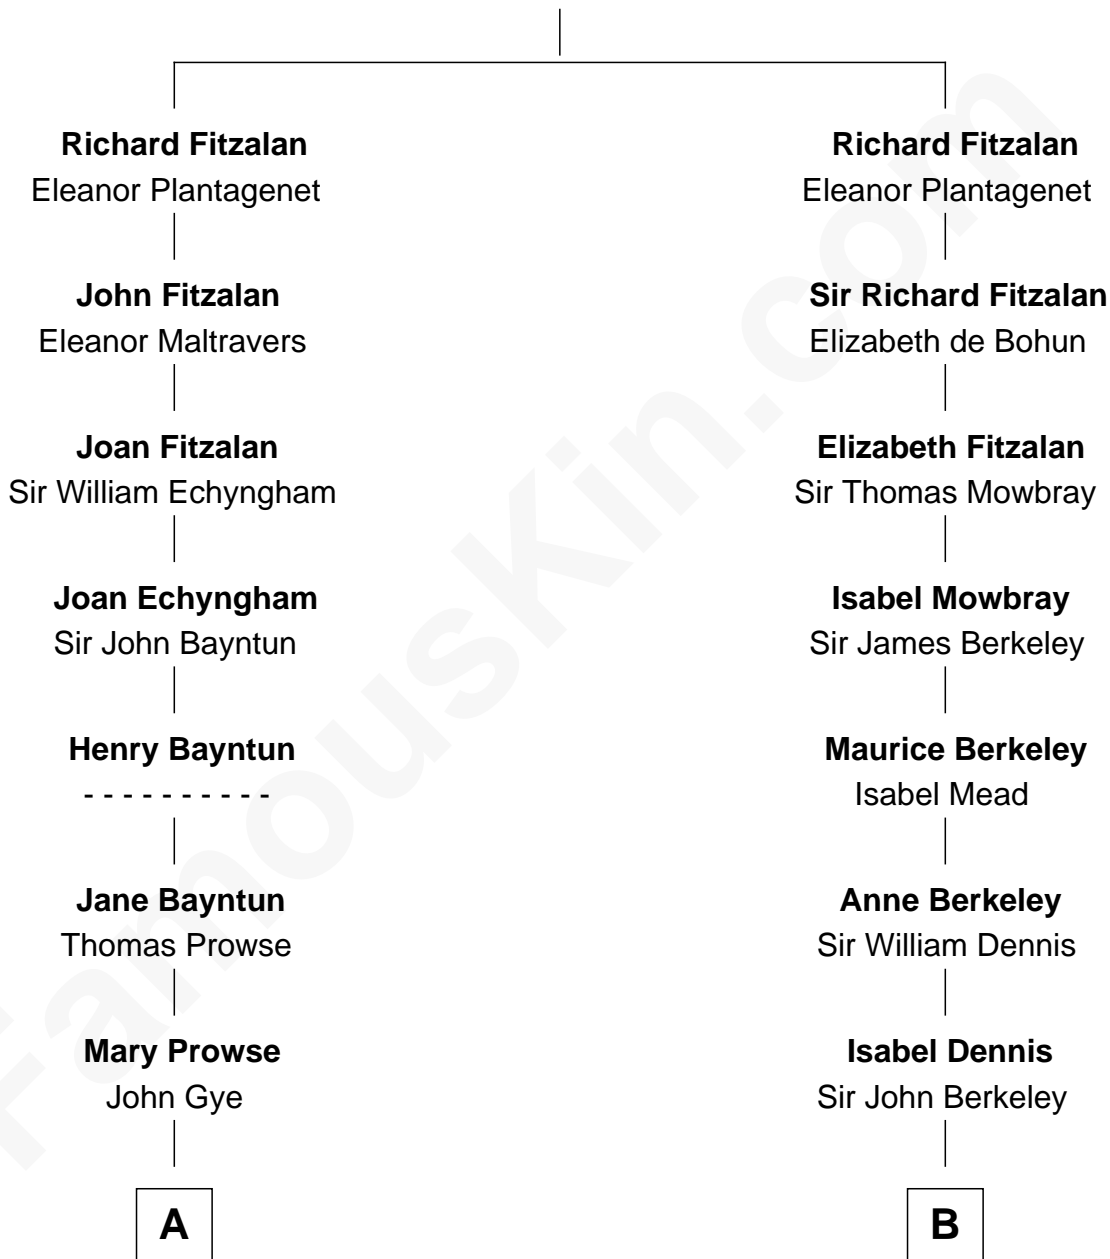 Richard Fitzalan
Eleanor Plantagenet
John Fitzalan
Eleanor Maltravers
Joan Fitzalan
Sir William Echyngham
Joan Echyngham
Sir John Bayntun
Henry Bayntun
- - - - - - - - - -
Jane Bayntun
Thomas Prowse
Mary Prowse
John Gye
A
Richard Fitzalan
Eleanor Plantagenet
Sir Richard Fitzalan
Elizabeth de Bohun
Elizabeth Fitzalan
Sir Thomas Mowbray
Isabel Mowbray
Sir James Berkeley
Maurice Berkeley
Isabel Mead
Anne Berkeley
Sir William Dennis
Isabel Dennis
Sir John Berkeley
B
FamousKin.com